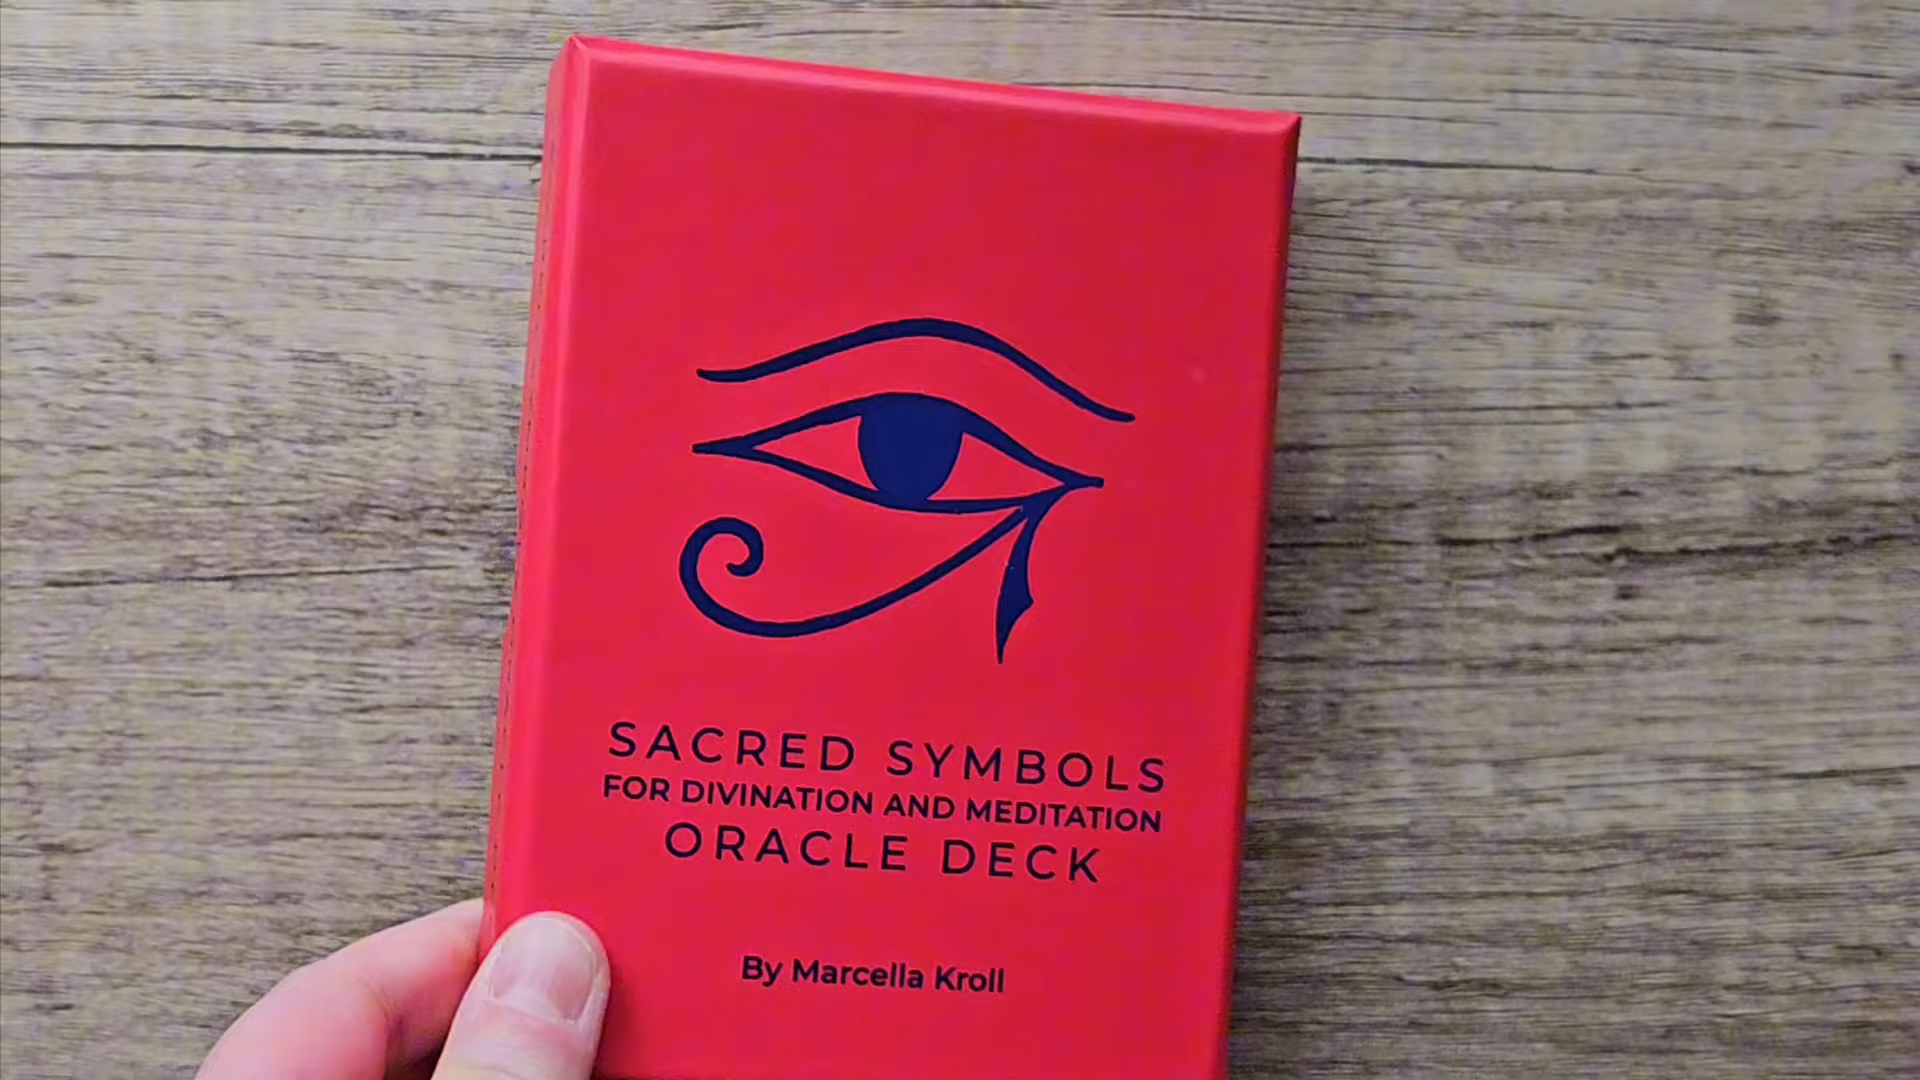 SACRED SYMBOLS
FOR DIVINATION AND MEDITATION
ORACLE DECK
By Marcella Kroll